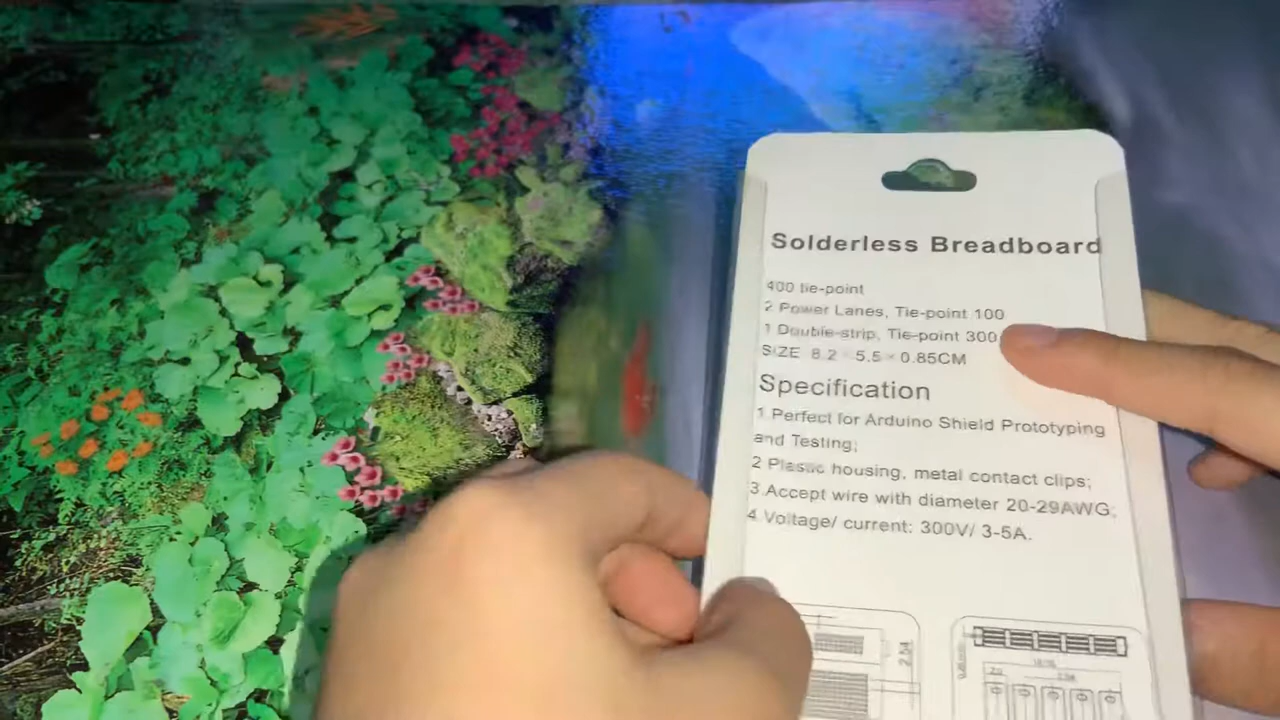 Solderless Breadboard
400 tie-point
2 Power Lanes, Tie-point 100
1 Double-strip, Tie-point 300
SIZE 8.2 5.5 0.85CM
Specification
1 Perfect for Arduino Shield Prototyping
and Testing;
2 Plastic housing, metal contact clips;
3.Accept wire with diameter 20-29AWG;
4 Voltage/ current: 300V/ 3-5A.
2.54